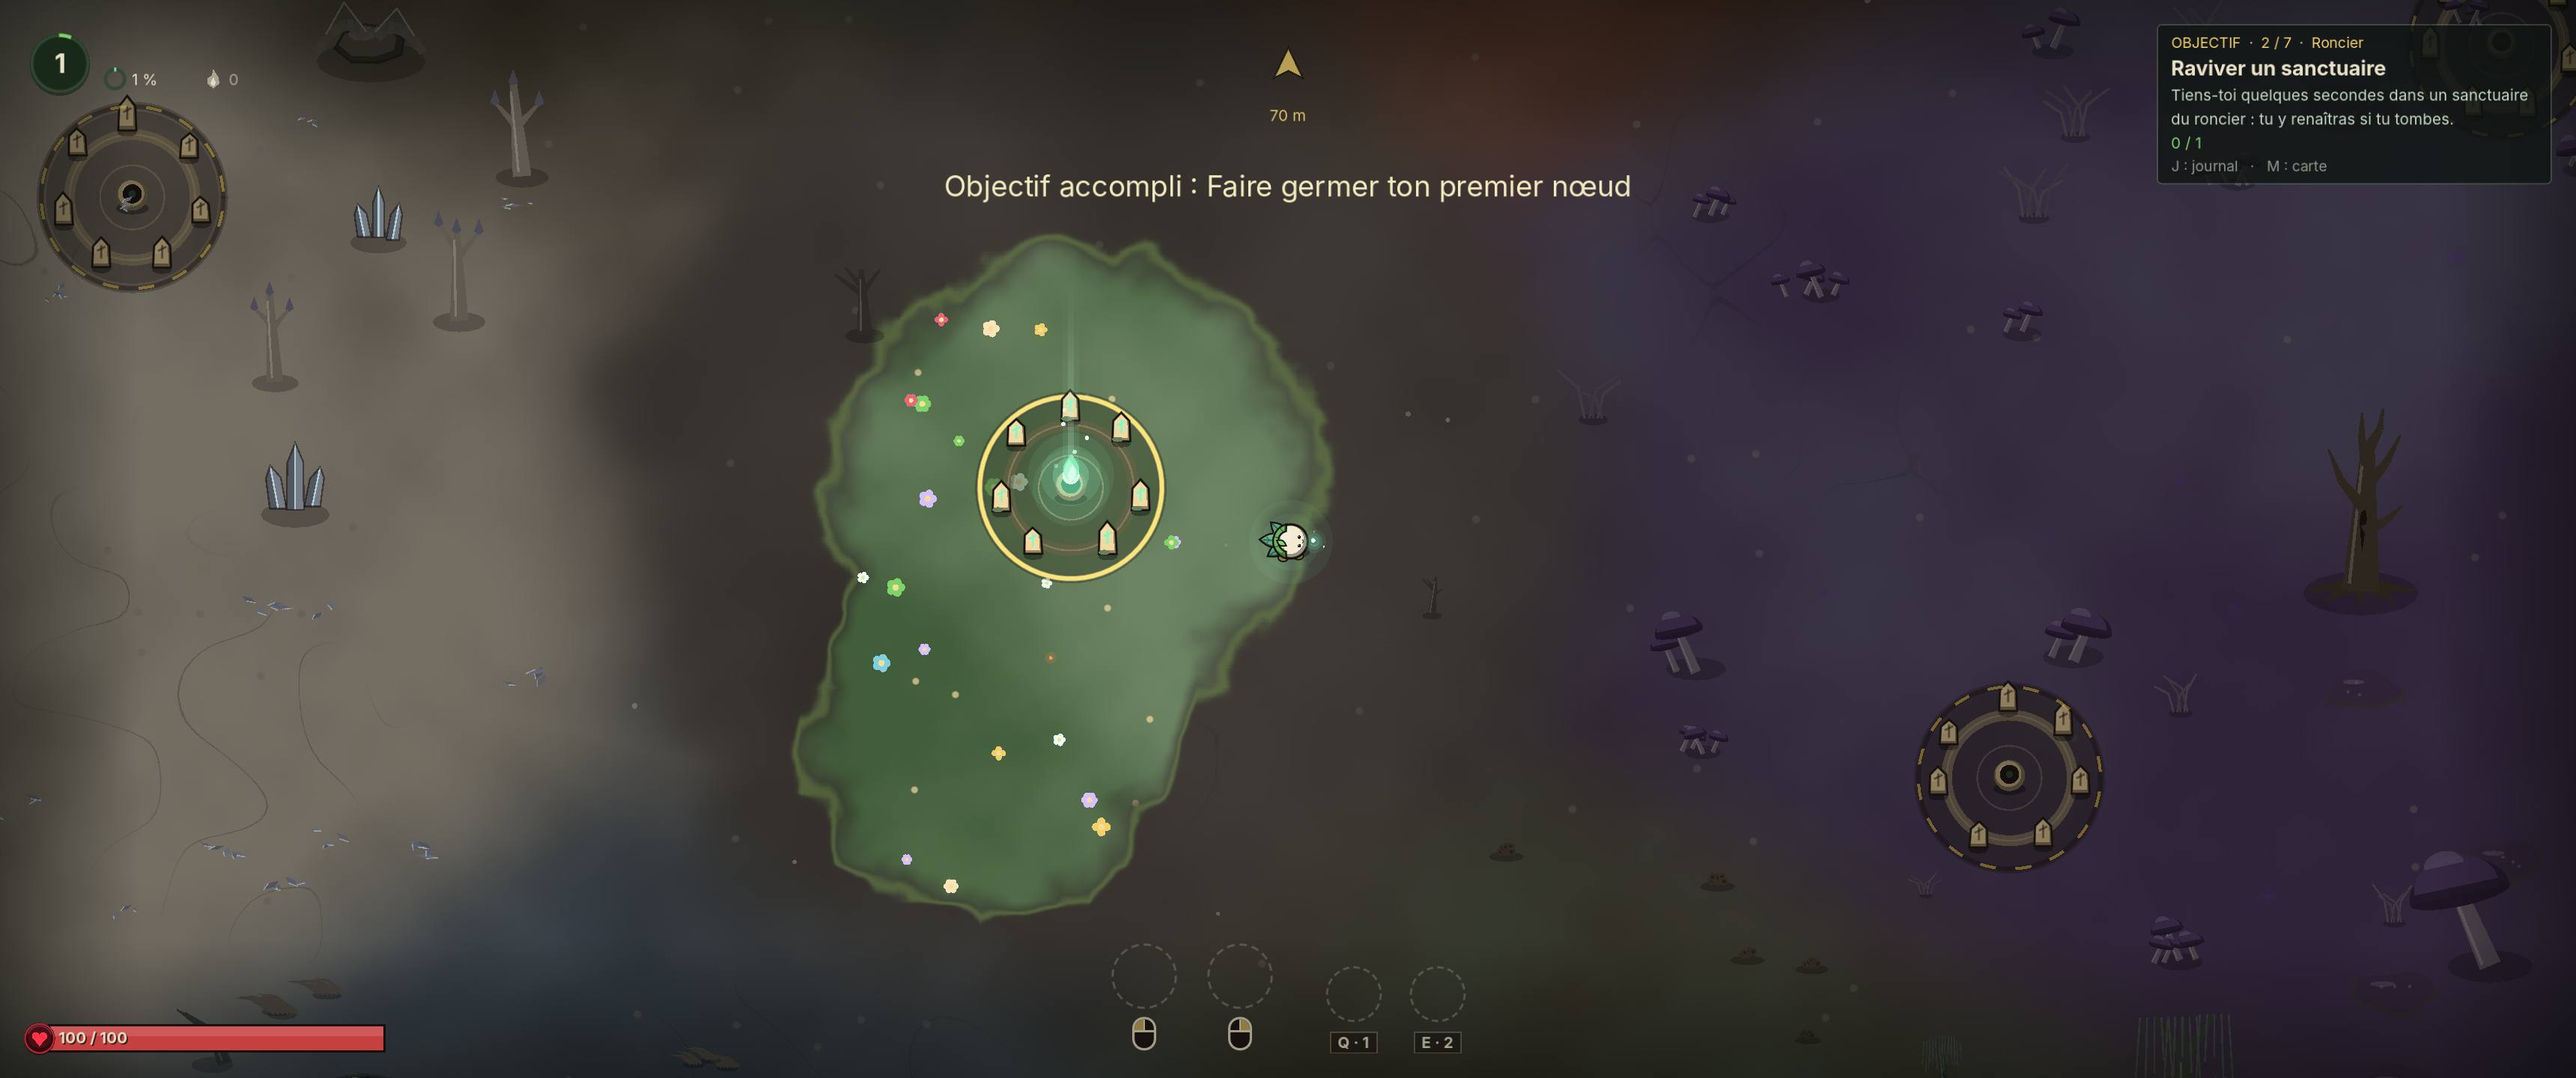 1
1 %
0
70 m
Objectif accompli : Faire germer ton premier nœud
OBJECTIF · 2 / 7 · Roncier
Raviver un sanctuaire
Tiens-toi quelques secondes dans un sanctuaire
du roncier : tu y renaîtras si tu tombes.
0 / 1
J : journal · M : carte
100 / 100
Q · 1
E · 2